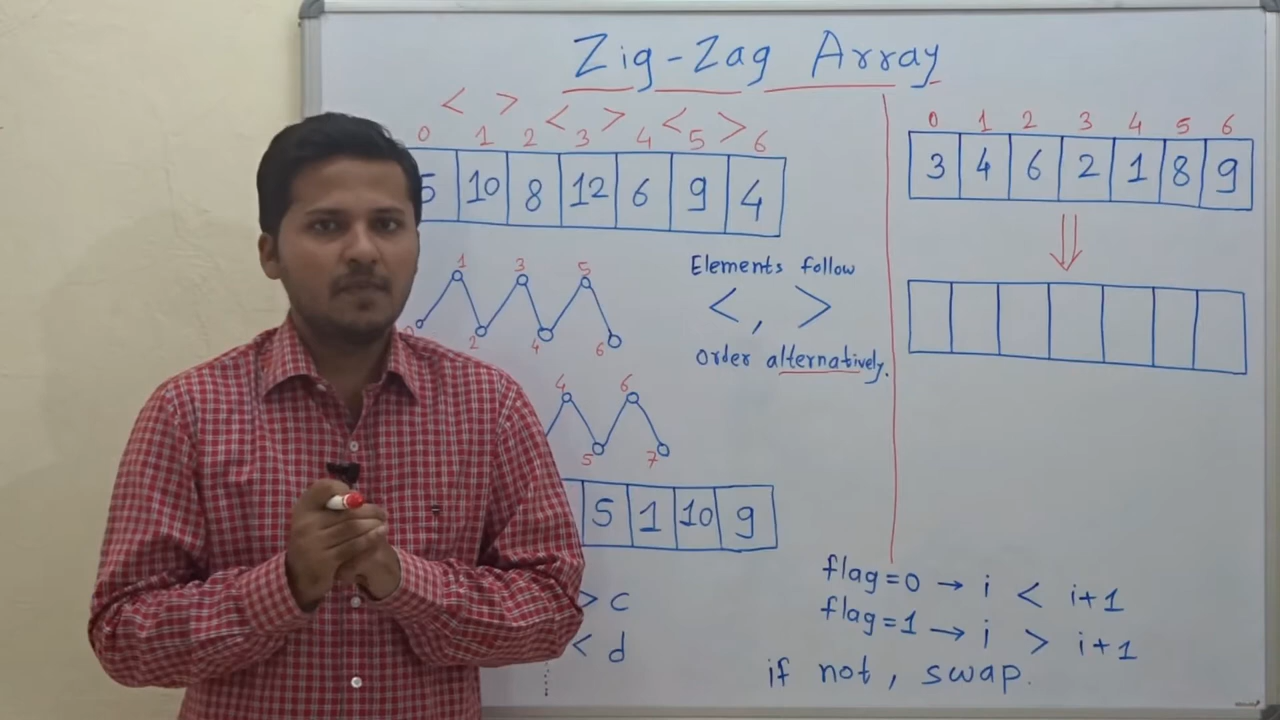 Zig-Zag Array
< > < > < >
0 1 2 3 4 5 6
5 10 8 12 6 9 4
1 3 5
2 4 6
Elements follow
< , >
order alternatively.
4 6
5 7
5 1 10 9
> c
< d
0 1 2 3 4 5 6
3 4 6 2 1 8 9
flag=0 → i < i+1
flag=1 → i > i+1
if not, swap.